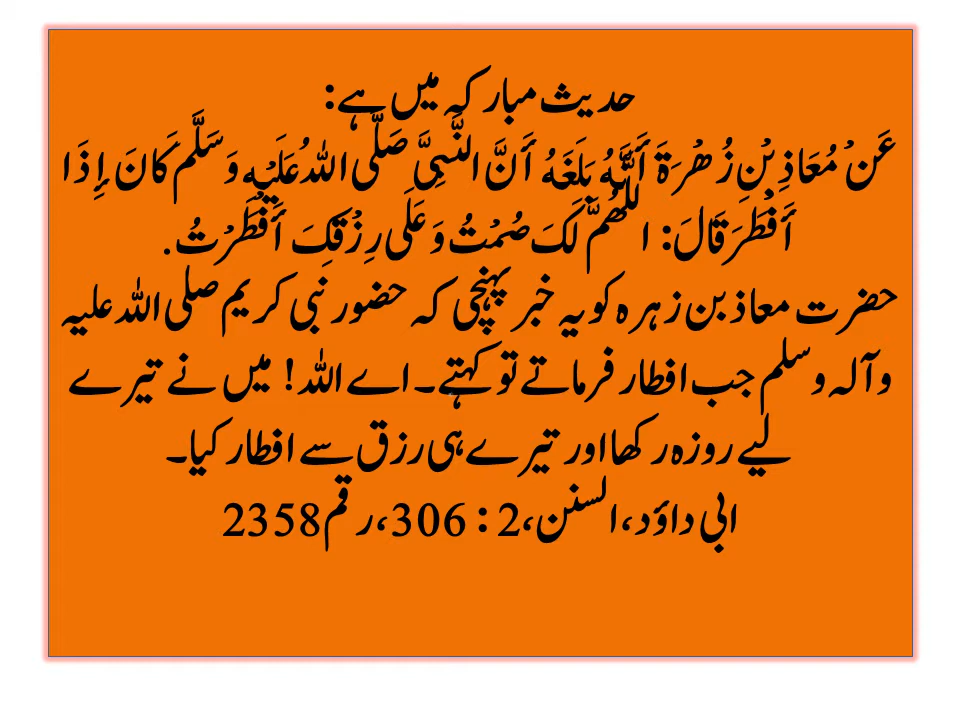 حدیث مبارکہ میں ہے:
عَنْ مُعَاذِ بْنِ زُهْرَةَ أَنَّهُ بَلَغَهُ أَنَّ النَّبِيَّ صَلَّى اللهُ عَلَيْهِ وَسَلَّمَ كَانَ إِذَا
أَفْطَرَ قَالَ: اللَّهُمَّ لَكَ صُمْتُ وَعَلَى رِزْقِكَ أَفْطَرْتُ.
حضرت معاذ بن زہرہ کو یہ خبر پہنچی کہ حضور نبی کریم صلی اللہ علیہ
وآلہ وسلم جب افطار فرماتے تو کہتے۔ اے اللہ! میں نے تیرے
لیے روزہ رکھا اور تیرے ہی رزق سے افطار کیا۔
ابی داؤد، السنن، 2 : 306، رقم 2358